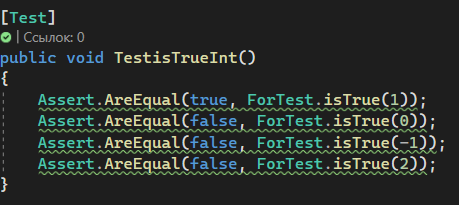 [Test]
| Ссылок: 0
public void TestisTrueInt()
{
Assert.AreEqual(true, ForTest.isTrue(1));
Assert.AreEqual(false, ForTest.isTrue(0));
Assert.AreEqual(false, ForTest.isTrue(-1));
Assert.AreEqual(false, ForTest.isTrue(2));
}